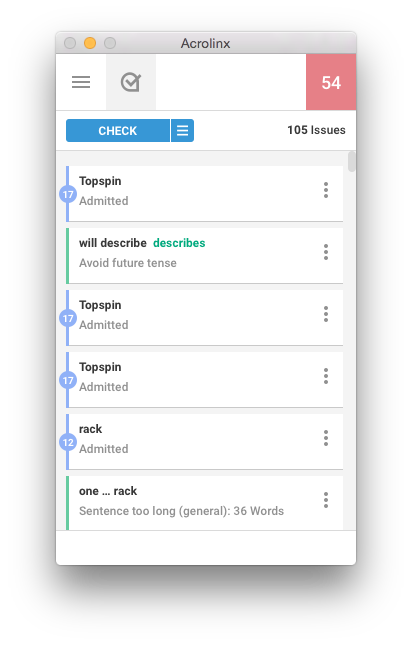 Acrolinx
54
CHECK
105 Issues
Topspin
17
Admitted
will describe describes
Avoid future tense
Topspin
17
Admitted
Topspin
17
Admitted
rack
12
Admitted
one ... rack
Sentence too long (general): 36 Words